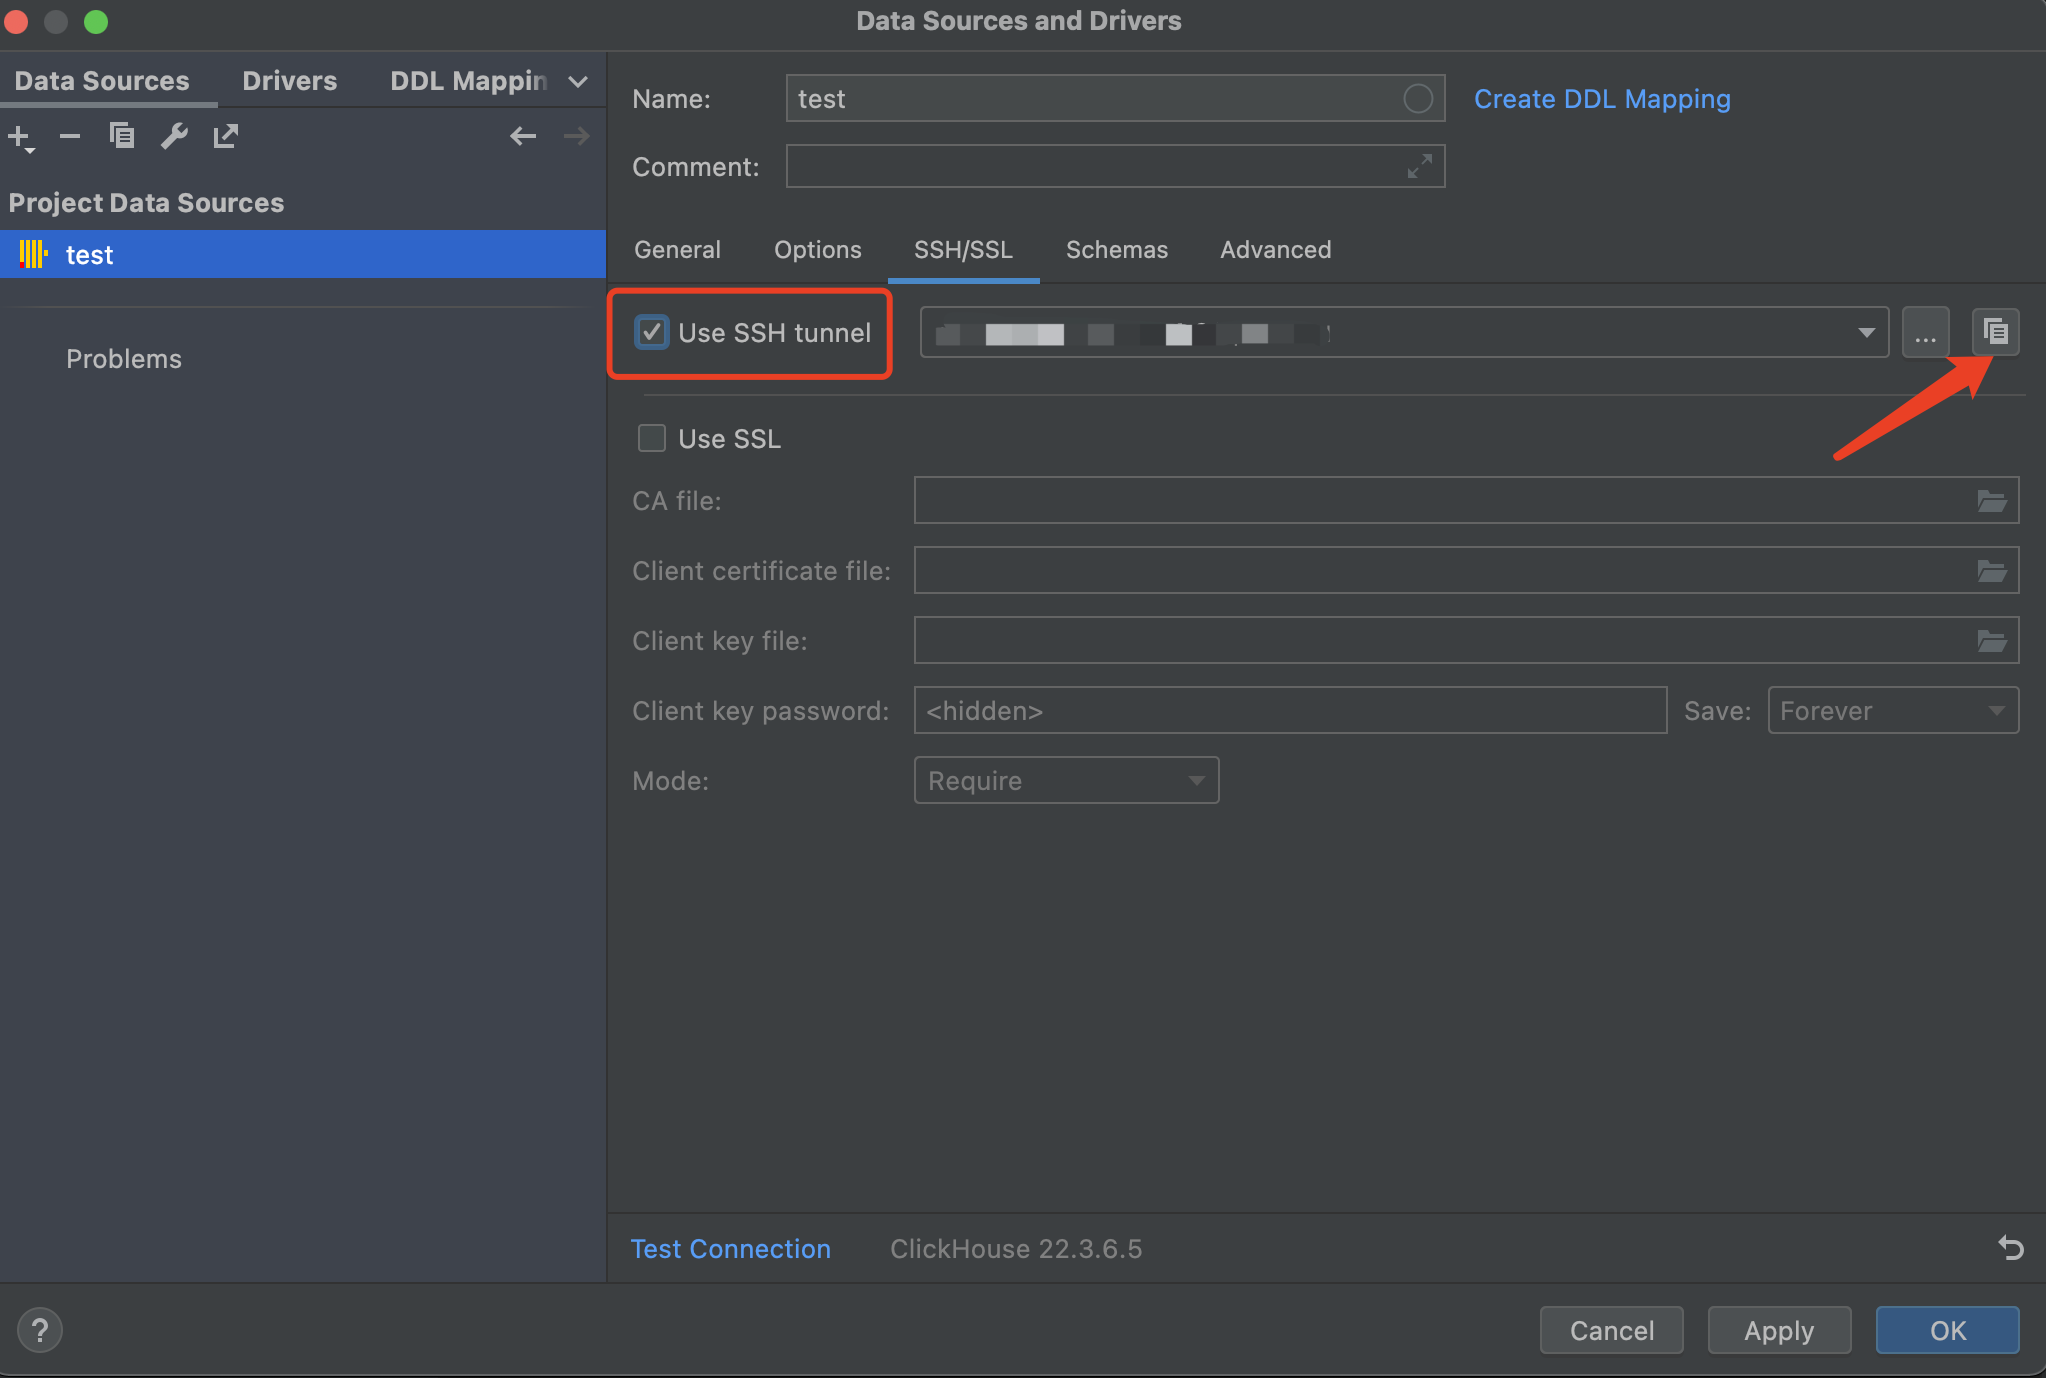 Data Sources and Drivers
Data Sources Drivers DDL Mappin
Project Data Sources
test
Problems
Name: test Create DDL Mapping
Comment:
General Options SSH/SSL Schemas Advanced
Use SSH tunnel ...
Use SSL
CA file:
Client certificate file:
Client key file:
Client key password: <hidden> Save: Forever
Mode: Require
Test Connection ClickHouse 22.3.6.5
? Cancel Apply OK